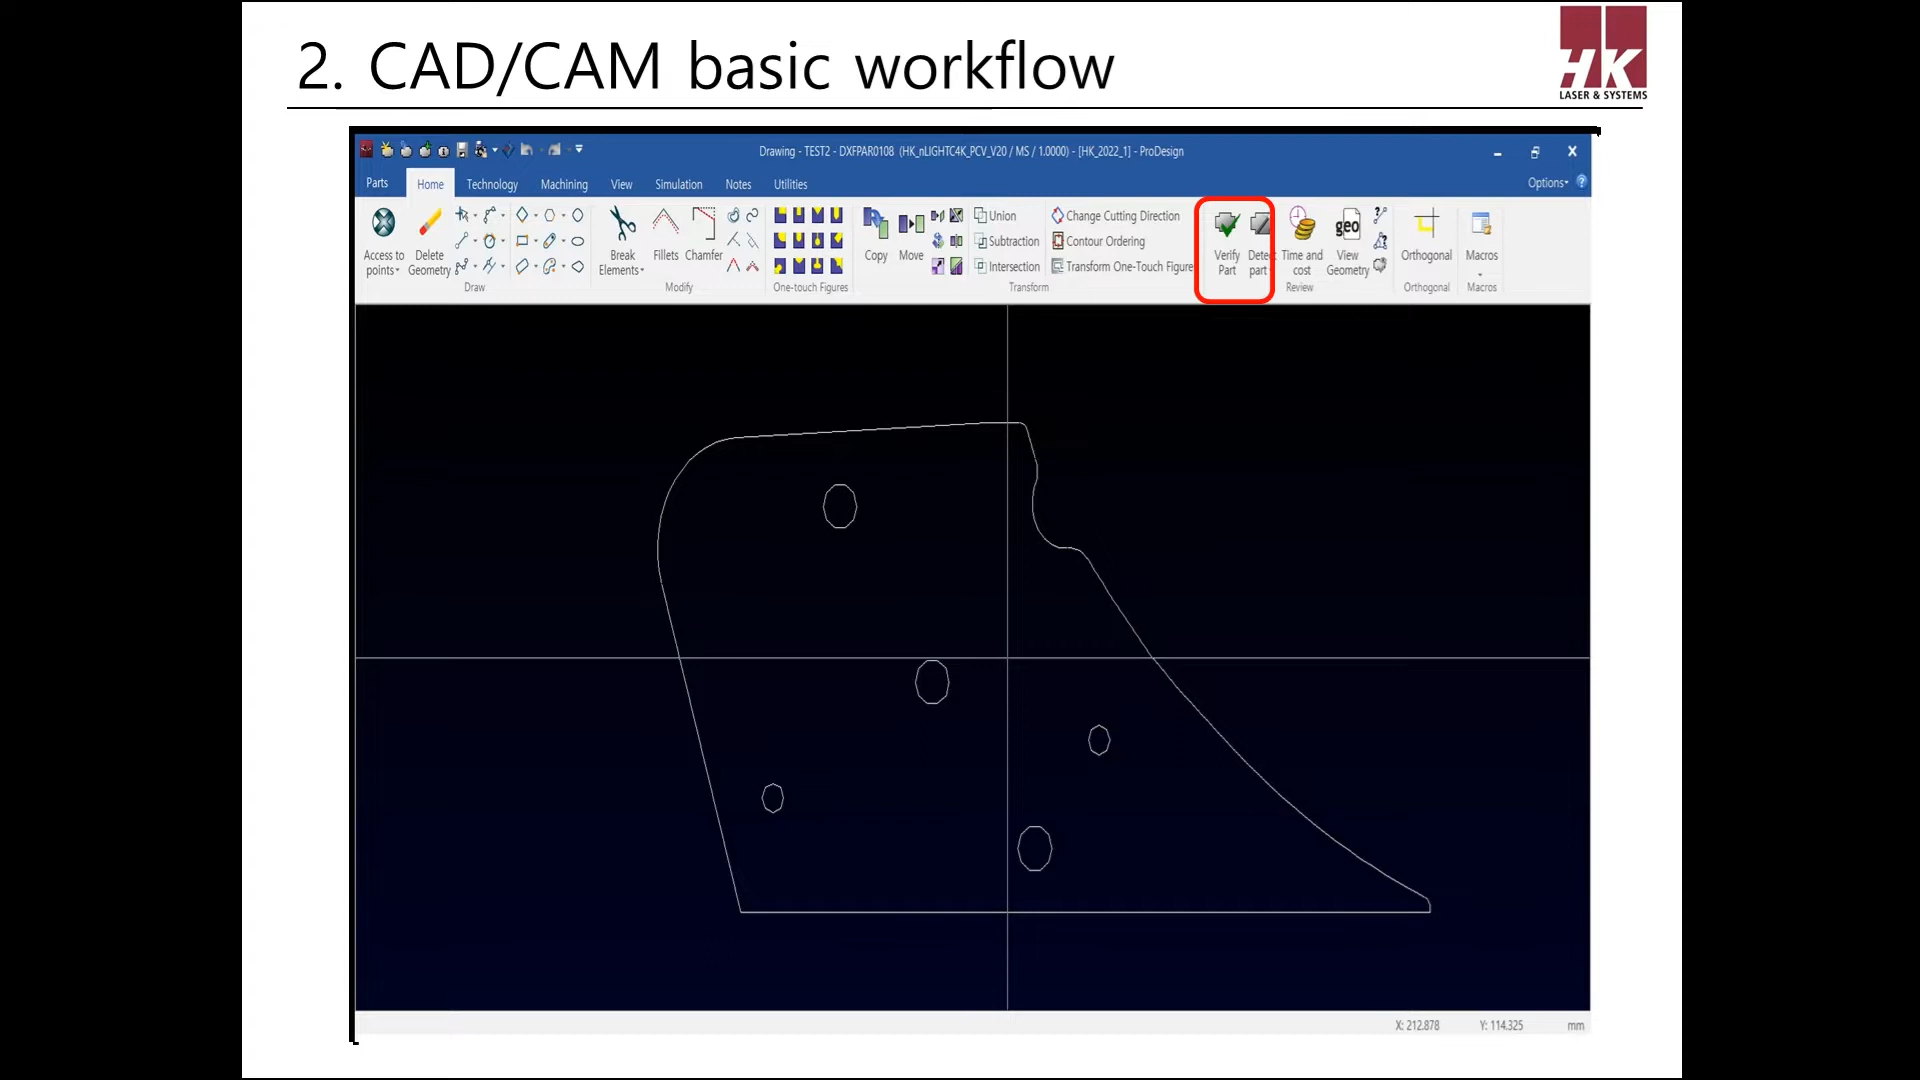 2. CAD/CAM basic workflow
HK
LASER & SYSTEMS
Drawing - TEST2 - DXFPAR0108 (HK_nLIGHTC4K_PCV_V20 / MS / 1.0000) - [HK_2022_1] - ProDesign
Parts Home Technology Machining View Simulation Notes Utilities Options
Union Change Cutting Direction
geo
Access to points Delete Geometry Break Elements Fillets Chamfer Copy Move Subtraction Contour Ordering Verify Part part Time and cost View Geometry Orthogonal Macros
Intersection Transform One-Touch Figure
Draw Modify One-touch Figures Transform Review Orthogonal Macros
X: 212.878 Y: 114.325 mm